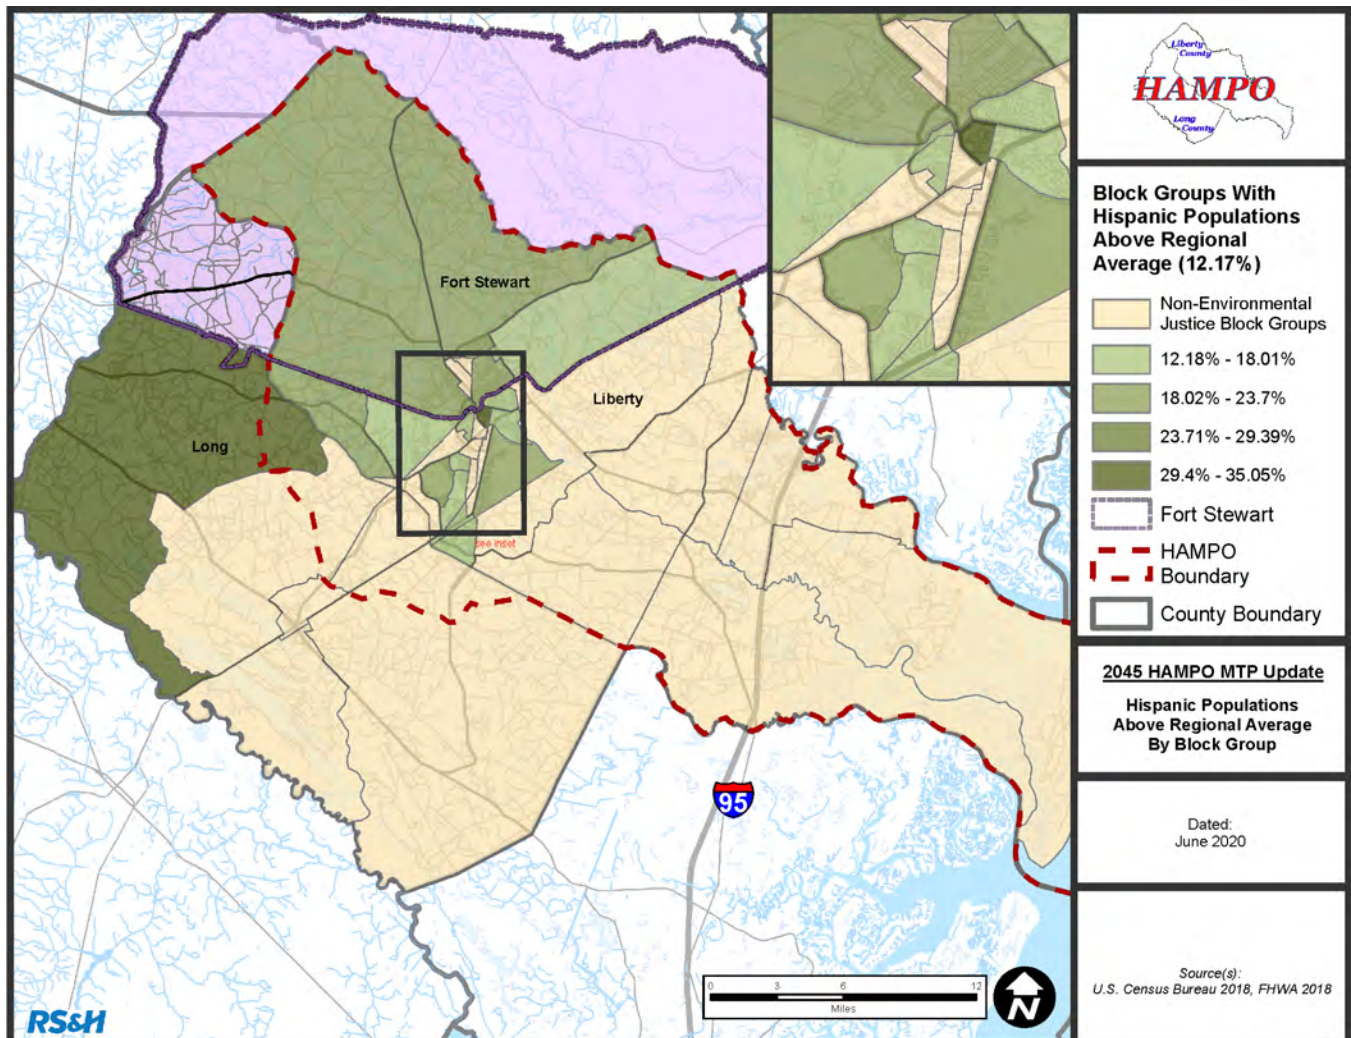 Fort Stewart
Liberty
Long
see inset
95
0 3 6 12
Miles
N
RS&H
Liberty
County
HAMPO
Long
County
Block Groups With
Hispanic Populations
Above Regional
Average (12.17%)
Non-Environmental
Justice Block Groups
12.18% - 18.01%
18.02% - 23.7%
23.71% - 29.39%
29.4% - 35.05%
Fort Stewart
HAMPO
Boundary
County Boundary
2045 HAMPO MTP Update
Hispanic Populations
Above Regional Average
By Block Group
Dated:
June 2020
Source(s):
U.S. Census Bureau 2018, FHWA 2018